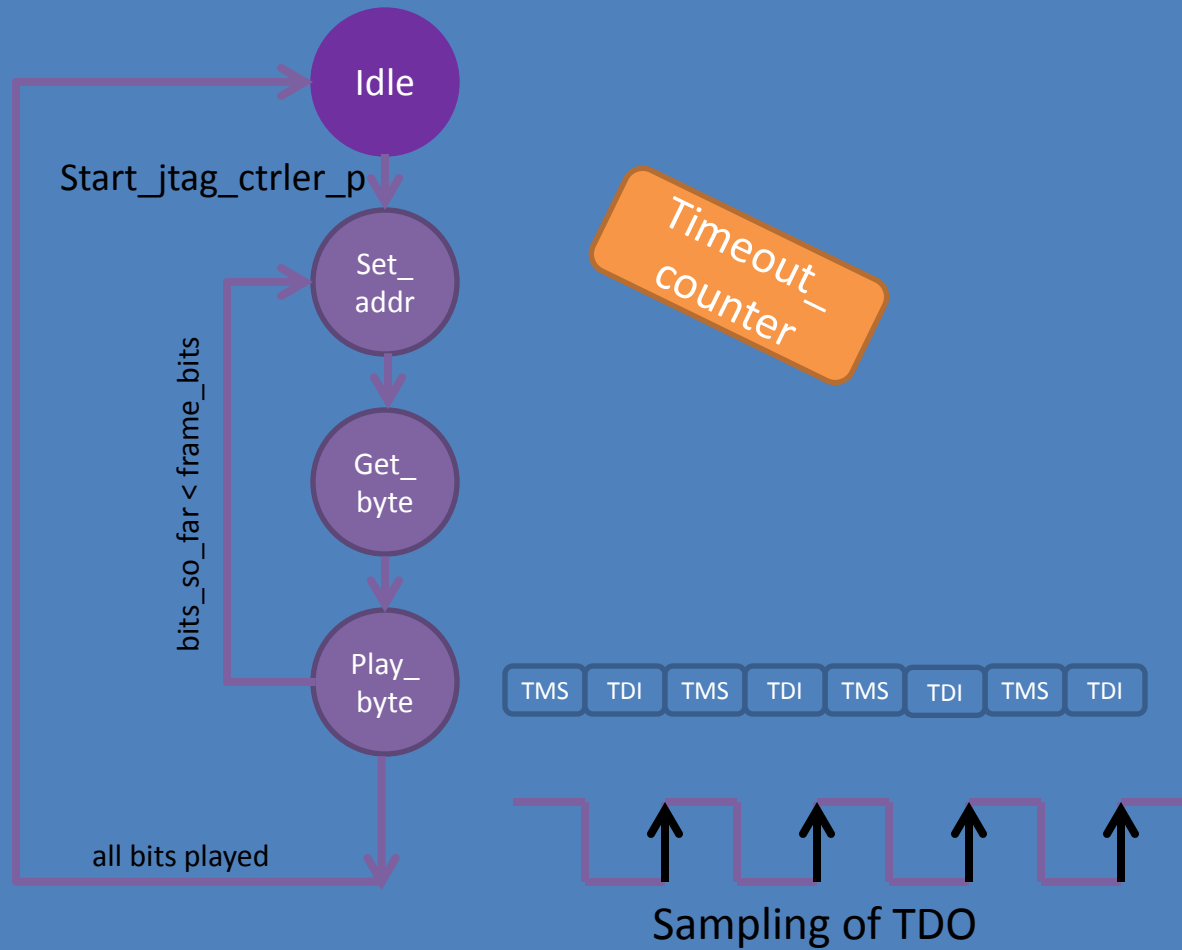 Idle
Start_jtag_ctrler_p
Timeout_
counter
Set_
addr
bits_so_far < frame_bits
Get_
byte
Play_
byte
TMS TDI TMS TDI TMS TDI TMS TDI
all bits played
Sampling of TDO